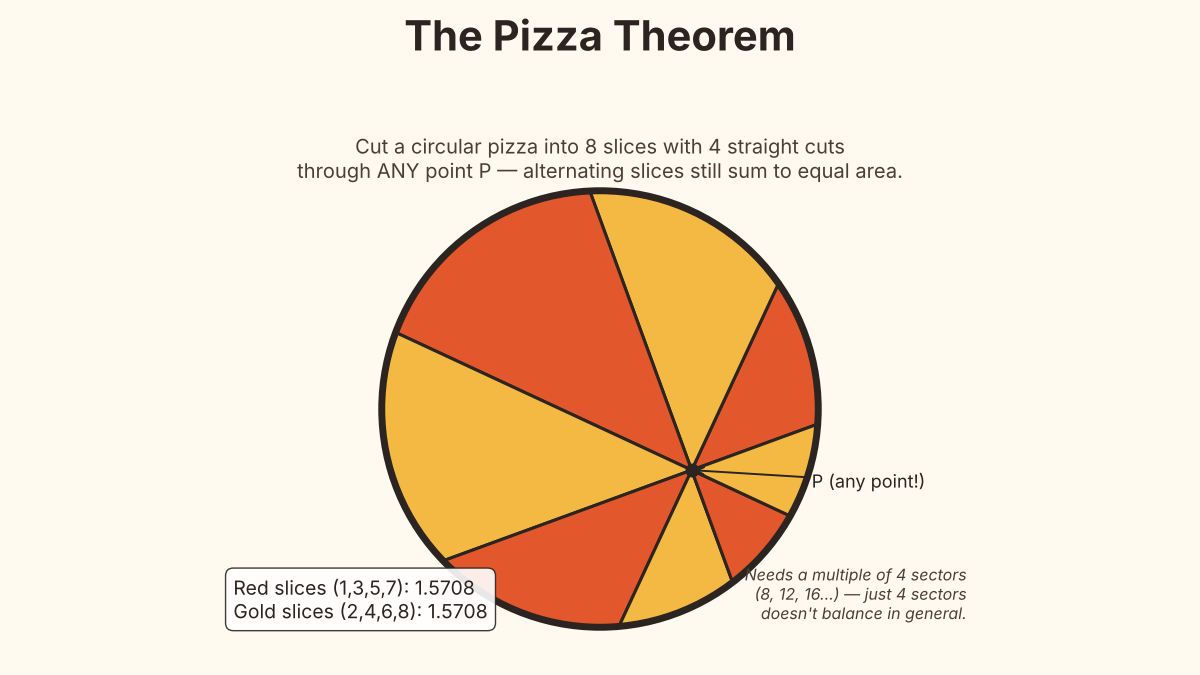 The Pizza Theorem
Cut a circular pizza into 8 slices with 4 straight cuts
through ANY point P — alternating slices still sum to equal area.
P (any point!)
Red slices (1,3,5,7): 1.5708
Gold slices (2,4,6,8): 1.5708
Needs a multiple of 4 sectors
(8, 12, 16...) — just 4 sectors
doesn't balance in general.